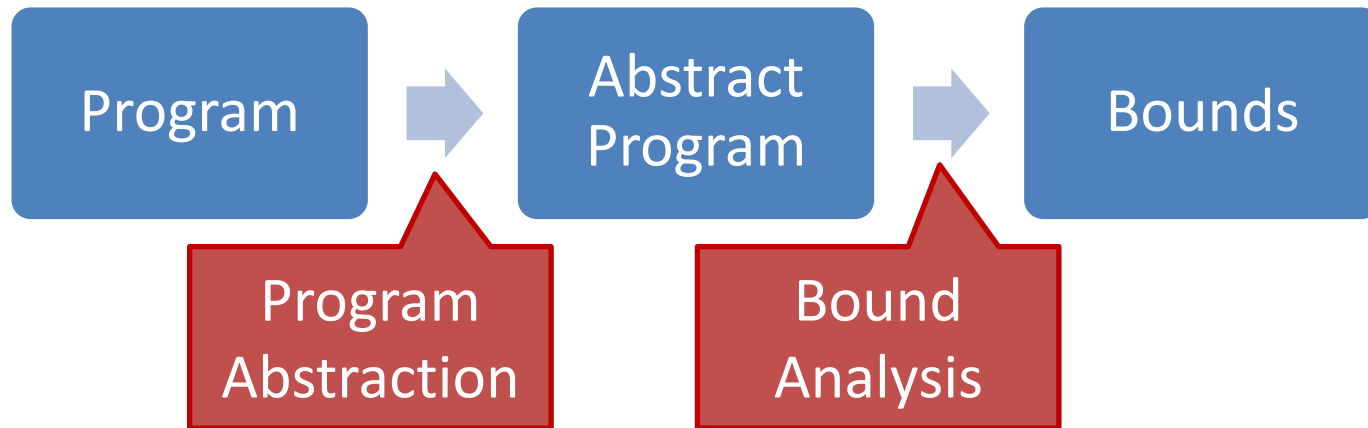 Program
Abstract
Program
Bounds
Program
Abstraction
Bound
Analysis